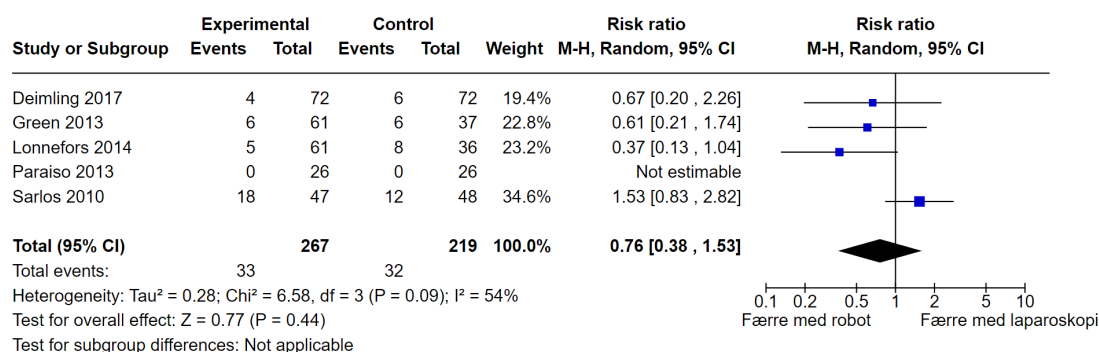 Experimental Control Risk ratio Risk ratio
Study or Subgroup Events Total Events Total Weight M-H, Random, 95% CI M-H, Random, 95% CI
Deimling 2017 4 72 6 72 19.4% 0.67 [0.20 , 2.26]
Green 2013 6 61 6 37 22.8% 0.61 [0.21 , 1.74]
Lonnefors 2014 5 61 8 36 23.2% 0.37 [0.13 , 1.04]
Paraiso 2013 0 26 0 26 Not estimable
Sarlos 2010 18 47 12 48 34.6% 1.53 [0.83 , 2.82]
Total (95% CI) 267 219 100.0% 0.76 [0.38 , 1.53]
Total events: 33 32
Heterogeneity: Tau² = 0.28; Chi² = 6.58, df = 3 (P = 0.09); I² = 54%
Test for overall effect: Z = 0.77 (P = 0.44)
Test for subgroup differences: Not applicable
0.1 0.2 0.5 1 2 5 10
Færre med robot Færre med laparoskopi